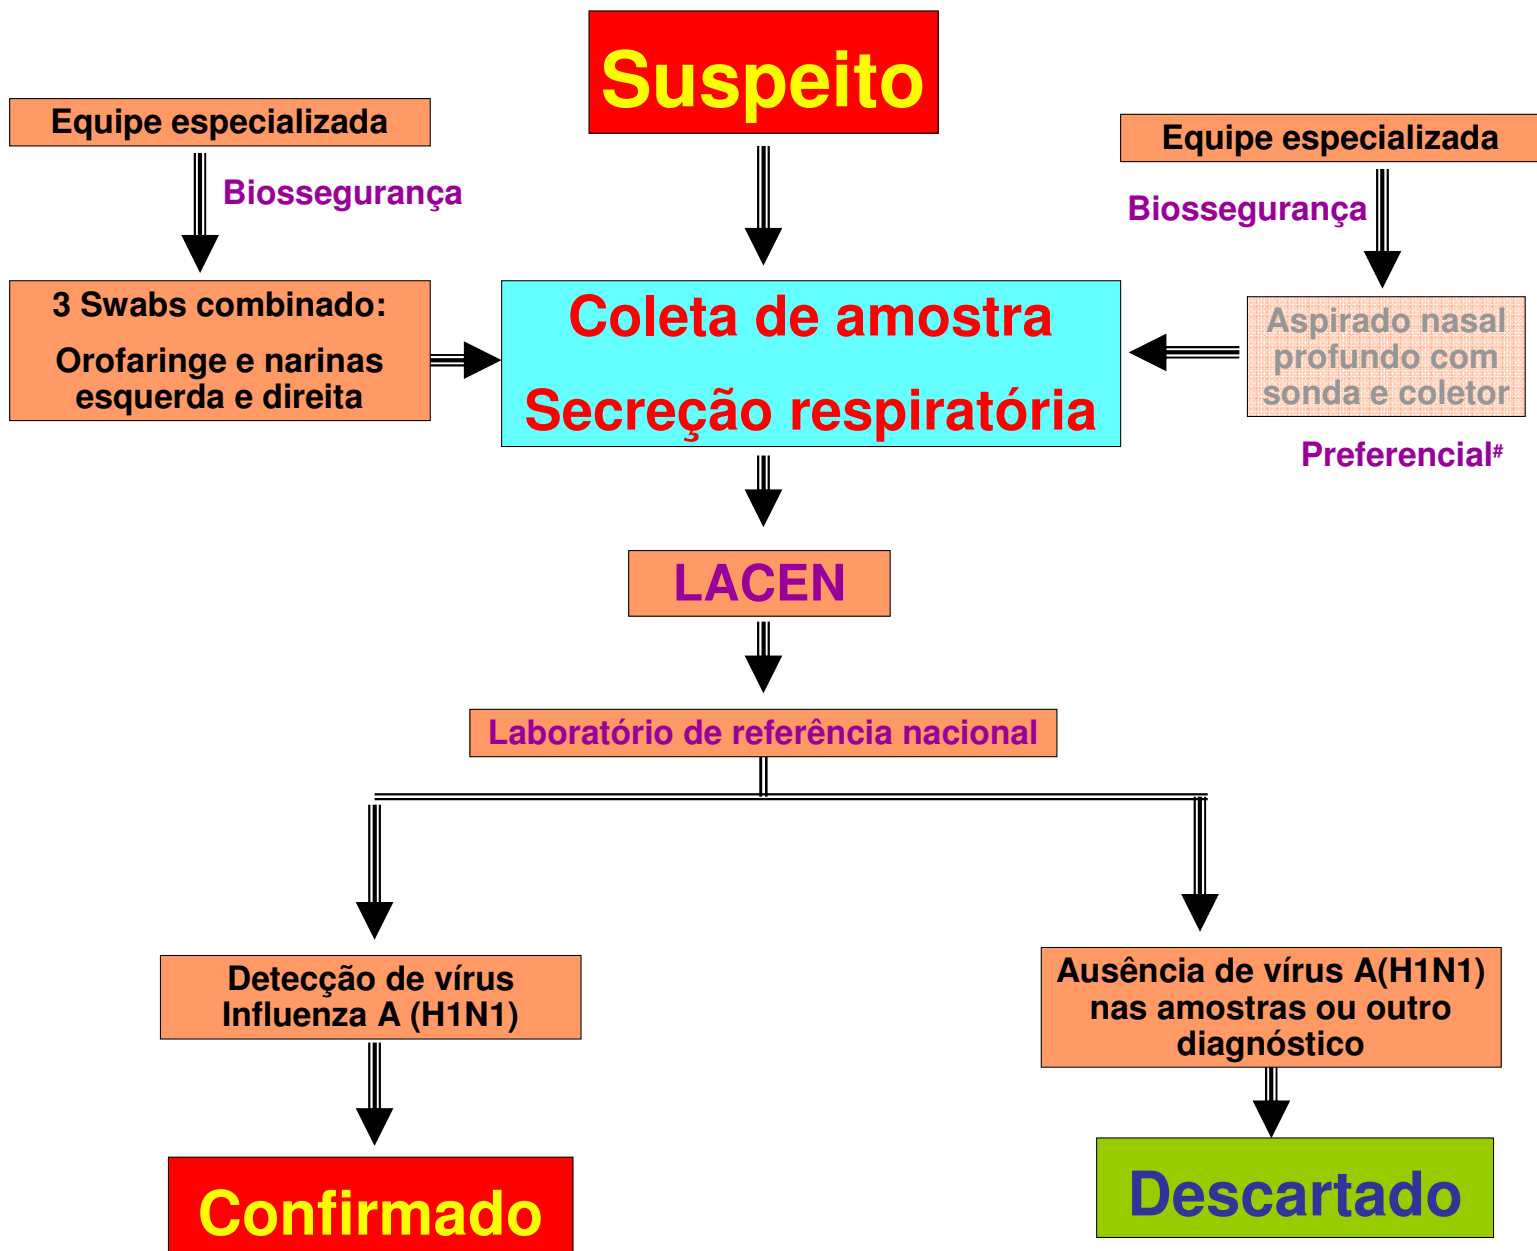 Suspeito
Equipe especializada
Equipe especializada
Biossegurança
Biossegurança
3 Swabs combinado:
Orofaringe e narinas
esquerda e direita
Coleta de amostra
Secreção respiratória
Aspirado nasal
profundo com
sonda e coletor
Preferencial#
LACEN
Laboratório de referência nacional
Detecção de vírus
Influenza A (H1N1)
Ausência de vírus A(H1N1)
nas amostras ou outro
diagnóstico
Confirmado
Descartado